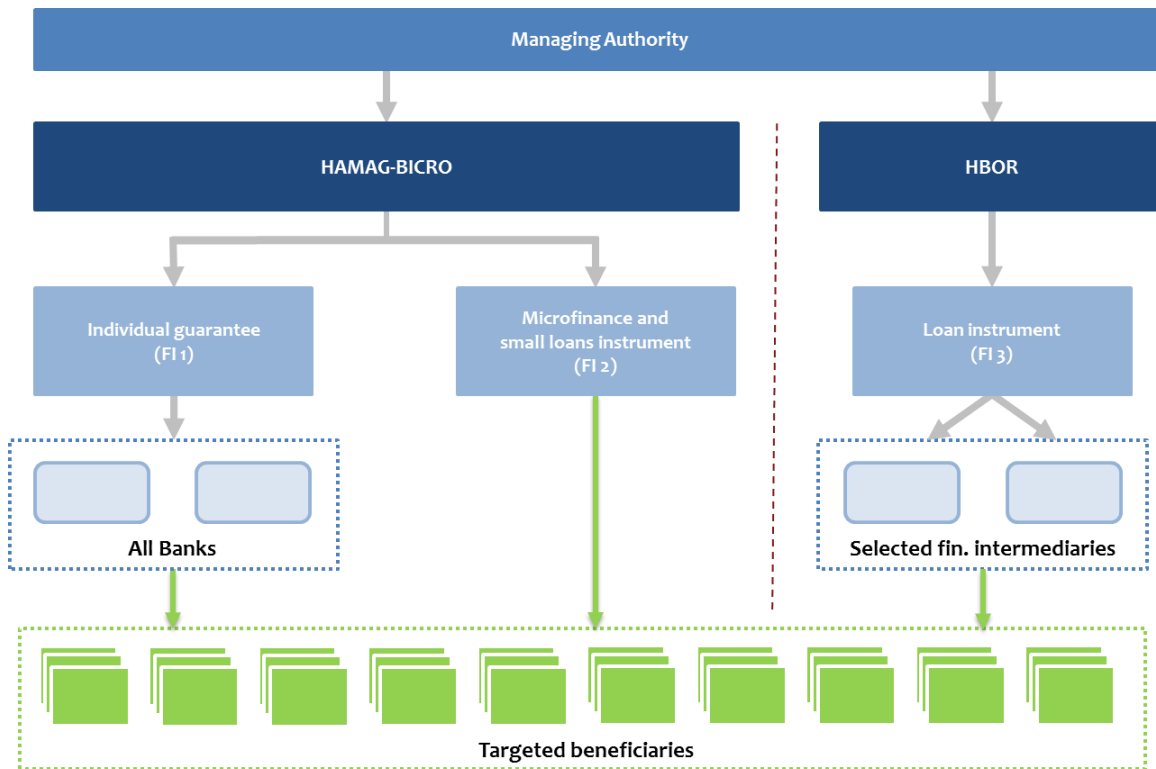 Managing Authority
HAMAG-BICRO
HBOR
Individual guarantee
(FI 1)
Microfinance and
small loans instrument
(FI 2)
Loan instrument
(FI 3)
All Banks
Selected fin. intermediaries
Targeted beneficiaries